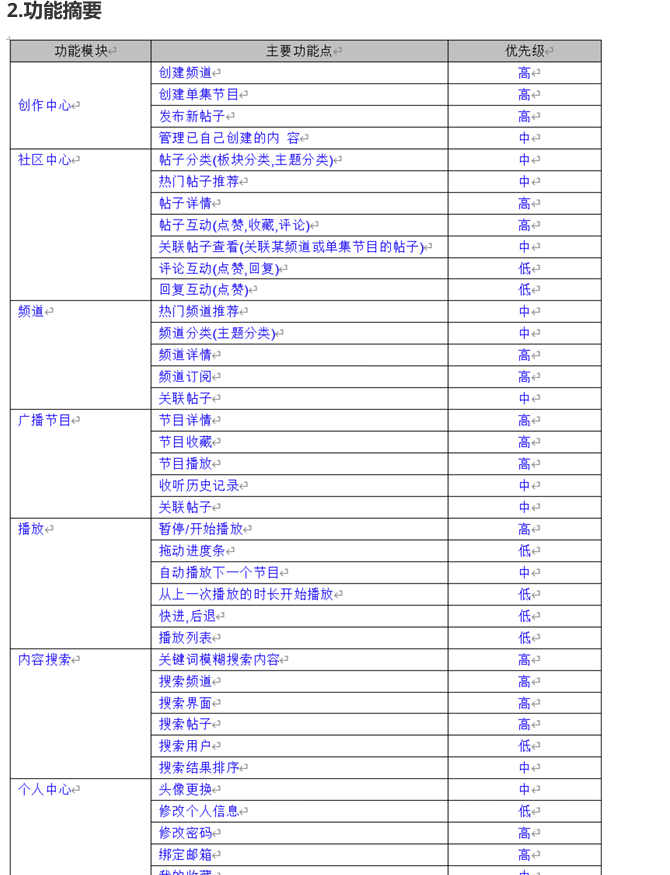 2.功能摘要
功能模块 主要功能点 优先级
创作中心 创建频道 高
创建单集节目 高
发布新帖子 高
管理已自己创建的内 容 中
社区中心 帖子分类(板块分类,主题分类) 中
热门帖子推荐 中
帖子详情 高
帖子互动(点赞,收藏,评论) 高
关联帖子查看(关联某频道或单集节目的帖子) 中
评论互动(点赞,回复) 低
回复互动(点赞) 低
频道 热门频道推荐 中
频道分类(主题分类) 中
频道详情 高
频道订阅 高
关联帖子 中
广播节目 节目详情 高
节目收藏 高
节目播放 高
收听历史记录 中
关联帖子 中
播放 暂停/开始播放 高
拖动进度条 低
自动播放下一个节目 中
从上一次播放的时长开始播放 低
快进,后退 低
播放列表 低
内容搜索 关键词模糊搜索内容 高
搜索频道 高
搜索界面 高
搜索帖子 高
搜索用户 低
搜索结果排序 中
个人中心 头像更换 中
修改个人信息 低
修改密码 高
绑定邮箱 高
我的收藏 中